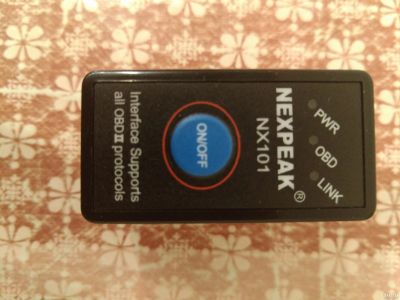 PWR
OBD
LINK
NEXPEAK®
NX101
ON/OFF
Interface Supports
all OBDII protocols